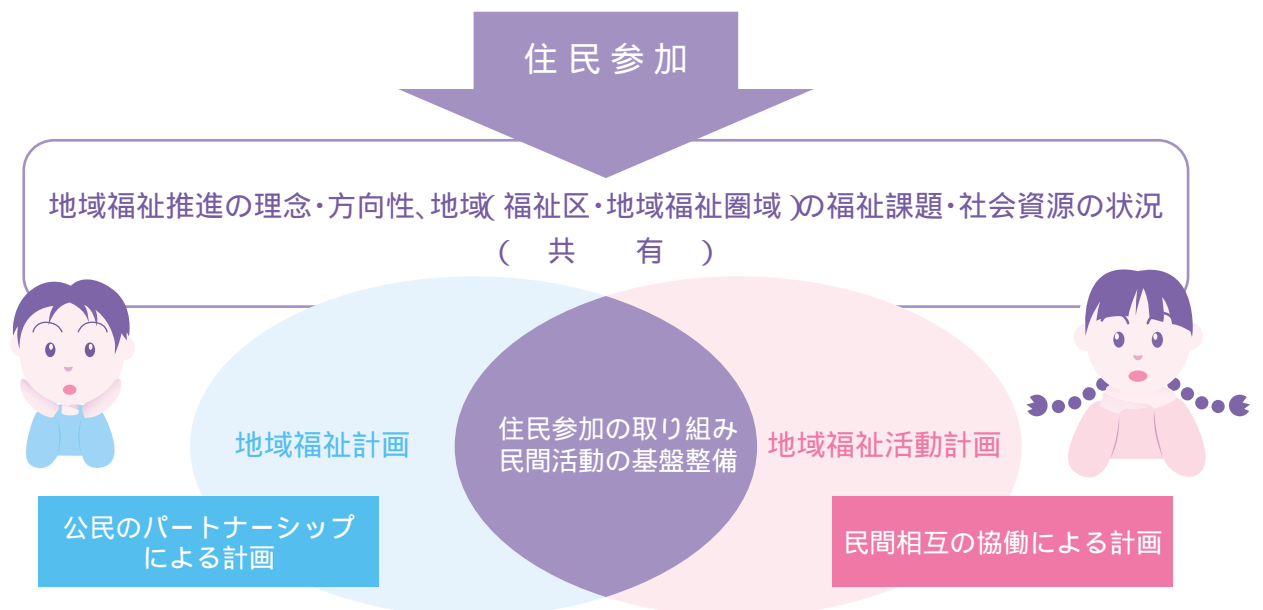 住民参加
地域福祉推進の理念・方向性、地域(福祉区・地域福祉圏域)の福祉課題・社会資源の状況
(共有)
地域福祉計画
住民参加の取り組み
民間活動の基盤整備
地域福祉活動計画
公民のパートナーシップ
による計画
民間相互の協働による計画